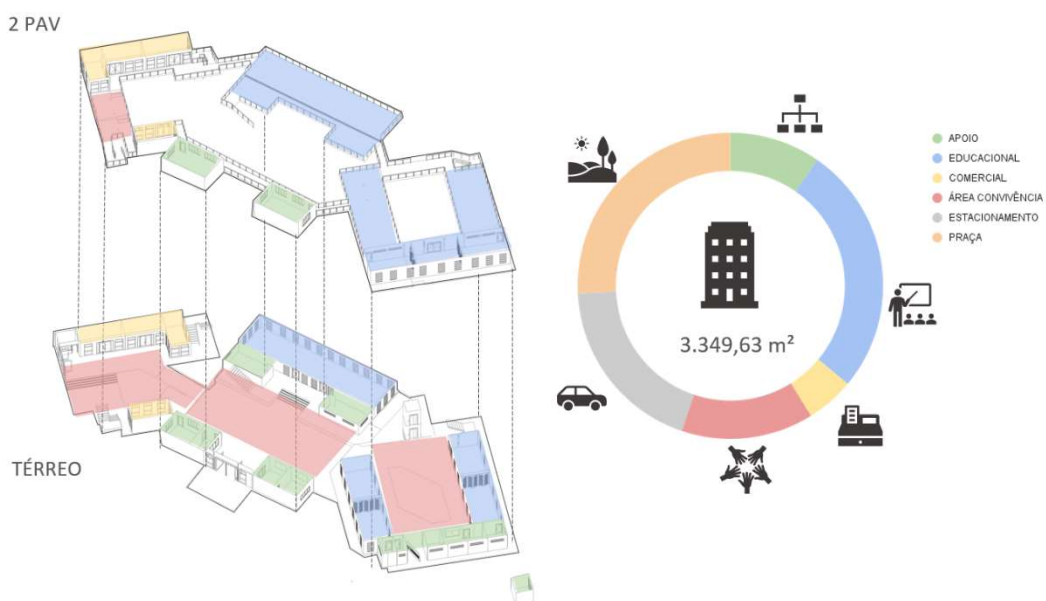 2 PAV
TÉRREO
3.349,63 m²
APOIO
EDUCACIONAL
COMERCIAL
ÁREA CONVIVÊNCIA
ESTACIONAMENTO
PRAÇA